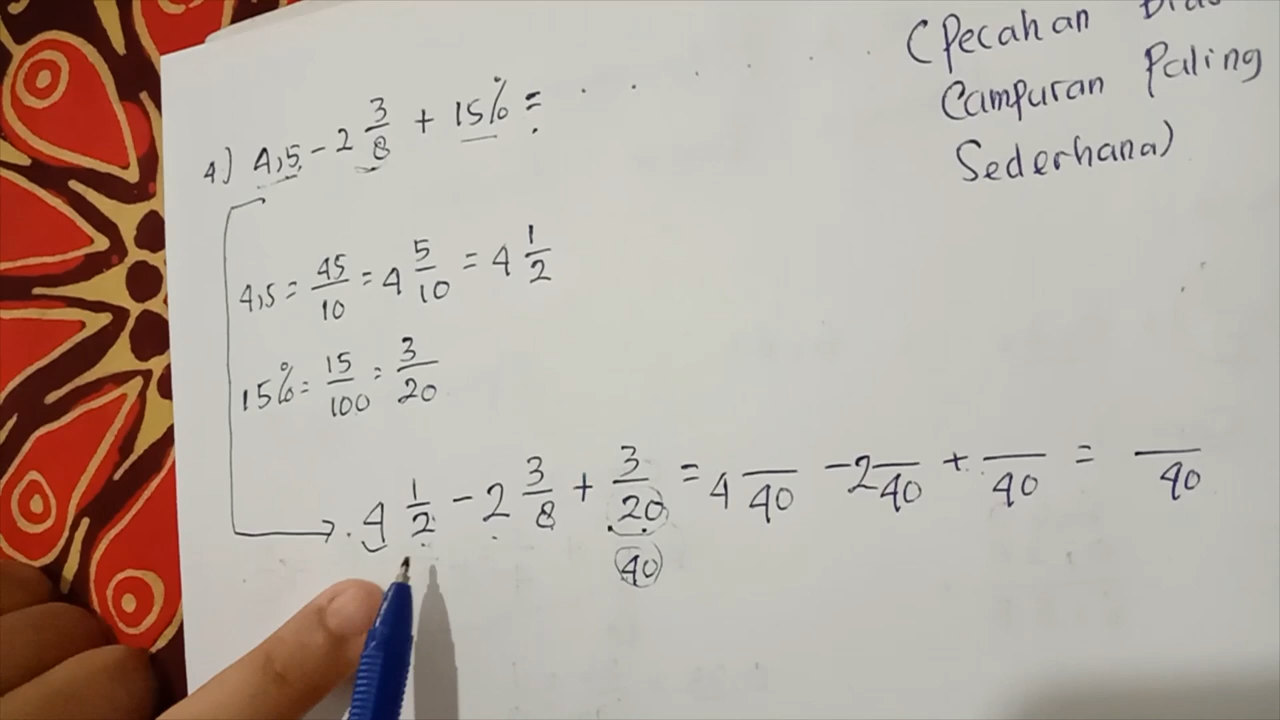 (Pecahan
Campuran Paling
Sederhana)
4) 4,5 - 2 3/8 + 15% = . .
4,5 = 45/10 = 4 5/10 = 4 1/2
15% = 15/100 = 3/20
4 1/2 - 2 3/8 + 3/20 = 4 /40 - 2 /40 + /40 = /40
40